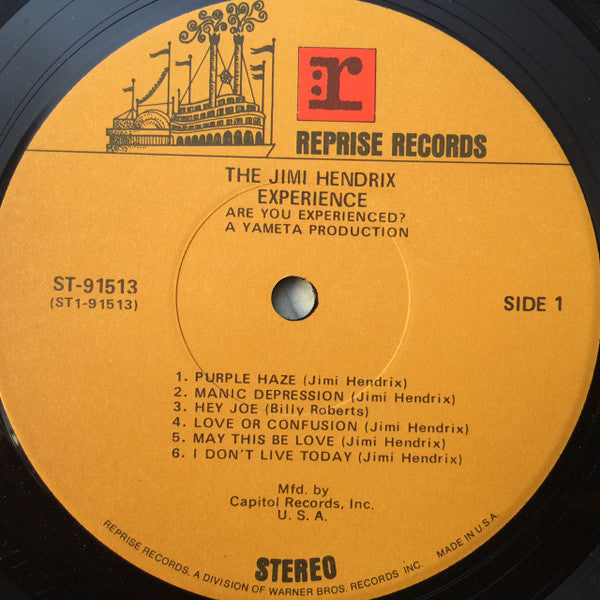 r
REPRISE RECORDS
THE JIMI HENDRIX
EXPERIENCE
ARE YOU EXPERIENCED?
A YAMETA PRODUCTION
ST-91513
(ST1-91513)
SIDE 1
1. PURPLE HAZE (Jimi Hendrix)
2. MANIC DEPRESSION (Jimi Hendrix)
3. HEY JOE (Billy Roberts)
4. LOVE OR CONFUSION (Jimi Hendrix)
5. MAY THIS BE LOVE (Jimi Hendrix)
6. I DON'T LIVE TODAY (Jimi Hendrix)
Mfd. by
Capitol Records, Inc.
U. S. A.
STEREO
REPRISE RECORDS, A DIVISION OF WARNER BROS. RECORDS INC. MADE IN U.S.A.